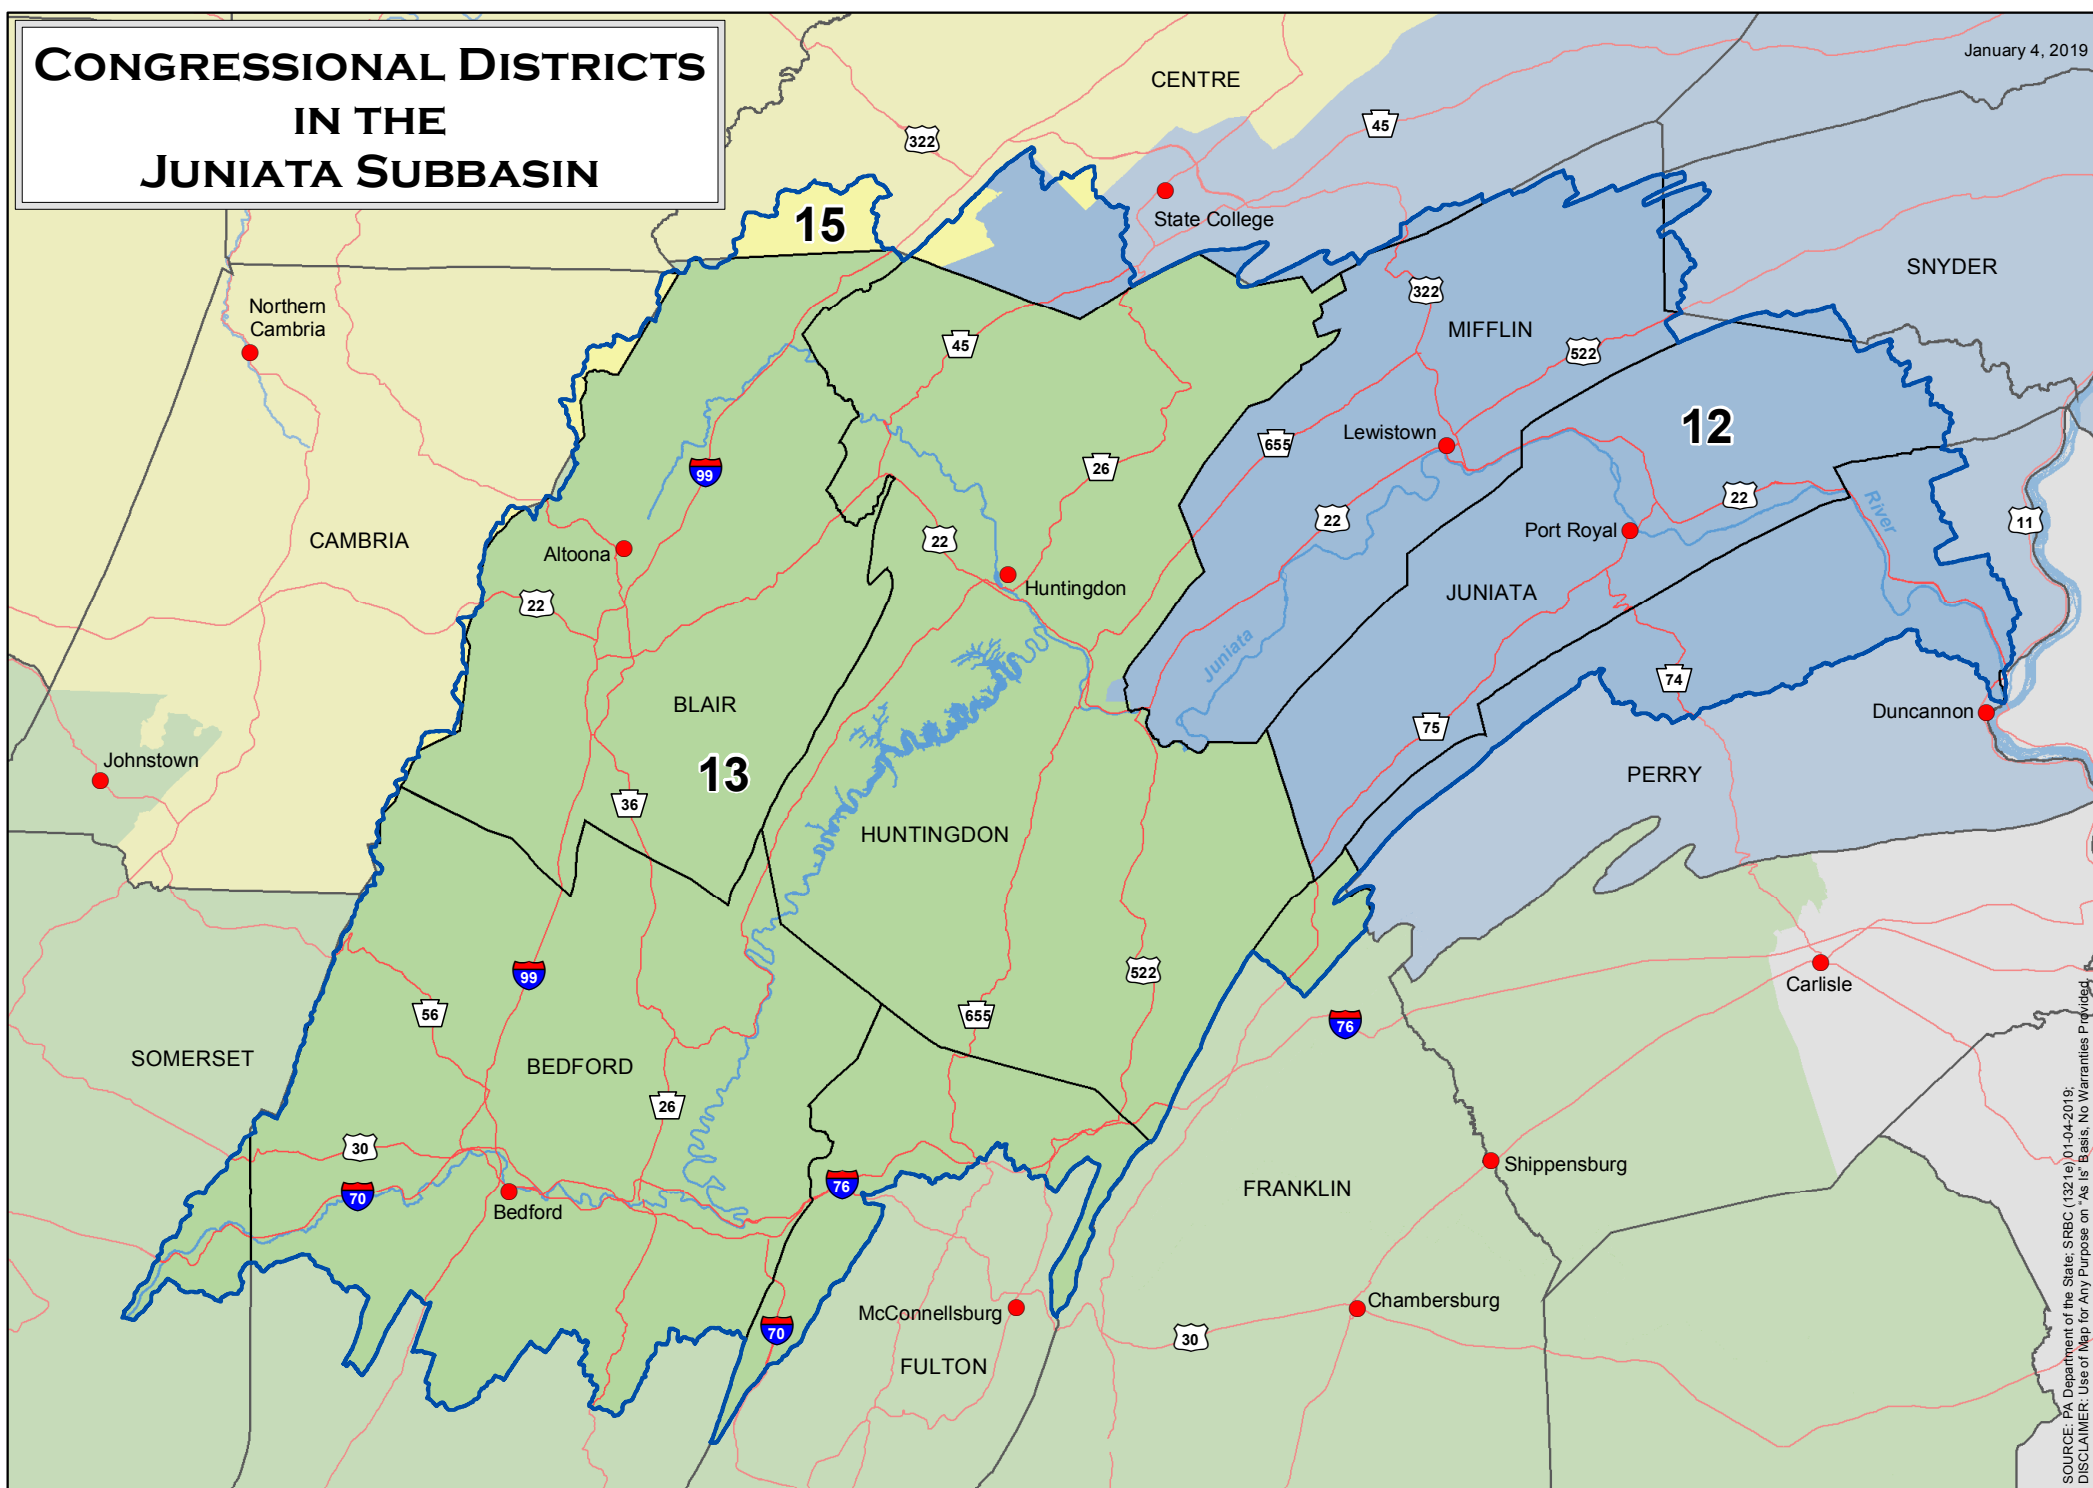 CONGRESSIONAL DISTRICTS
IN THE
JUNIATA SUBBASIN
January 4, 2019
CENTRE
322
45
15
State College
SNYDER
Northern
Cambria
322
MIFFLIN
45
522
12
Lewistown
655
26
99
22
22
River
11
Port Royal
CAMBRIA
22
Altoona
Huntingdon
JUNIATA
22
Juniata
74
BLAIR
Duncannon
75
Johnstown
13
PERRY
36
HUNTINGDON
99
522
Carlisle
56
655
76
SOMERSET
BEDFORD
26
30
Shippensburg
76
70
FRANKLIN
Bedford
Chambersburg
McConnellsburg
70
30
FULTON
SOURCE: PA Department of the State; SRBC (1321e) 01-04-2019;
DISCLAIMER: Use of Map for Any Purpose on "As Is" Basis, No Warranties Provided.